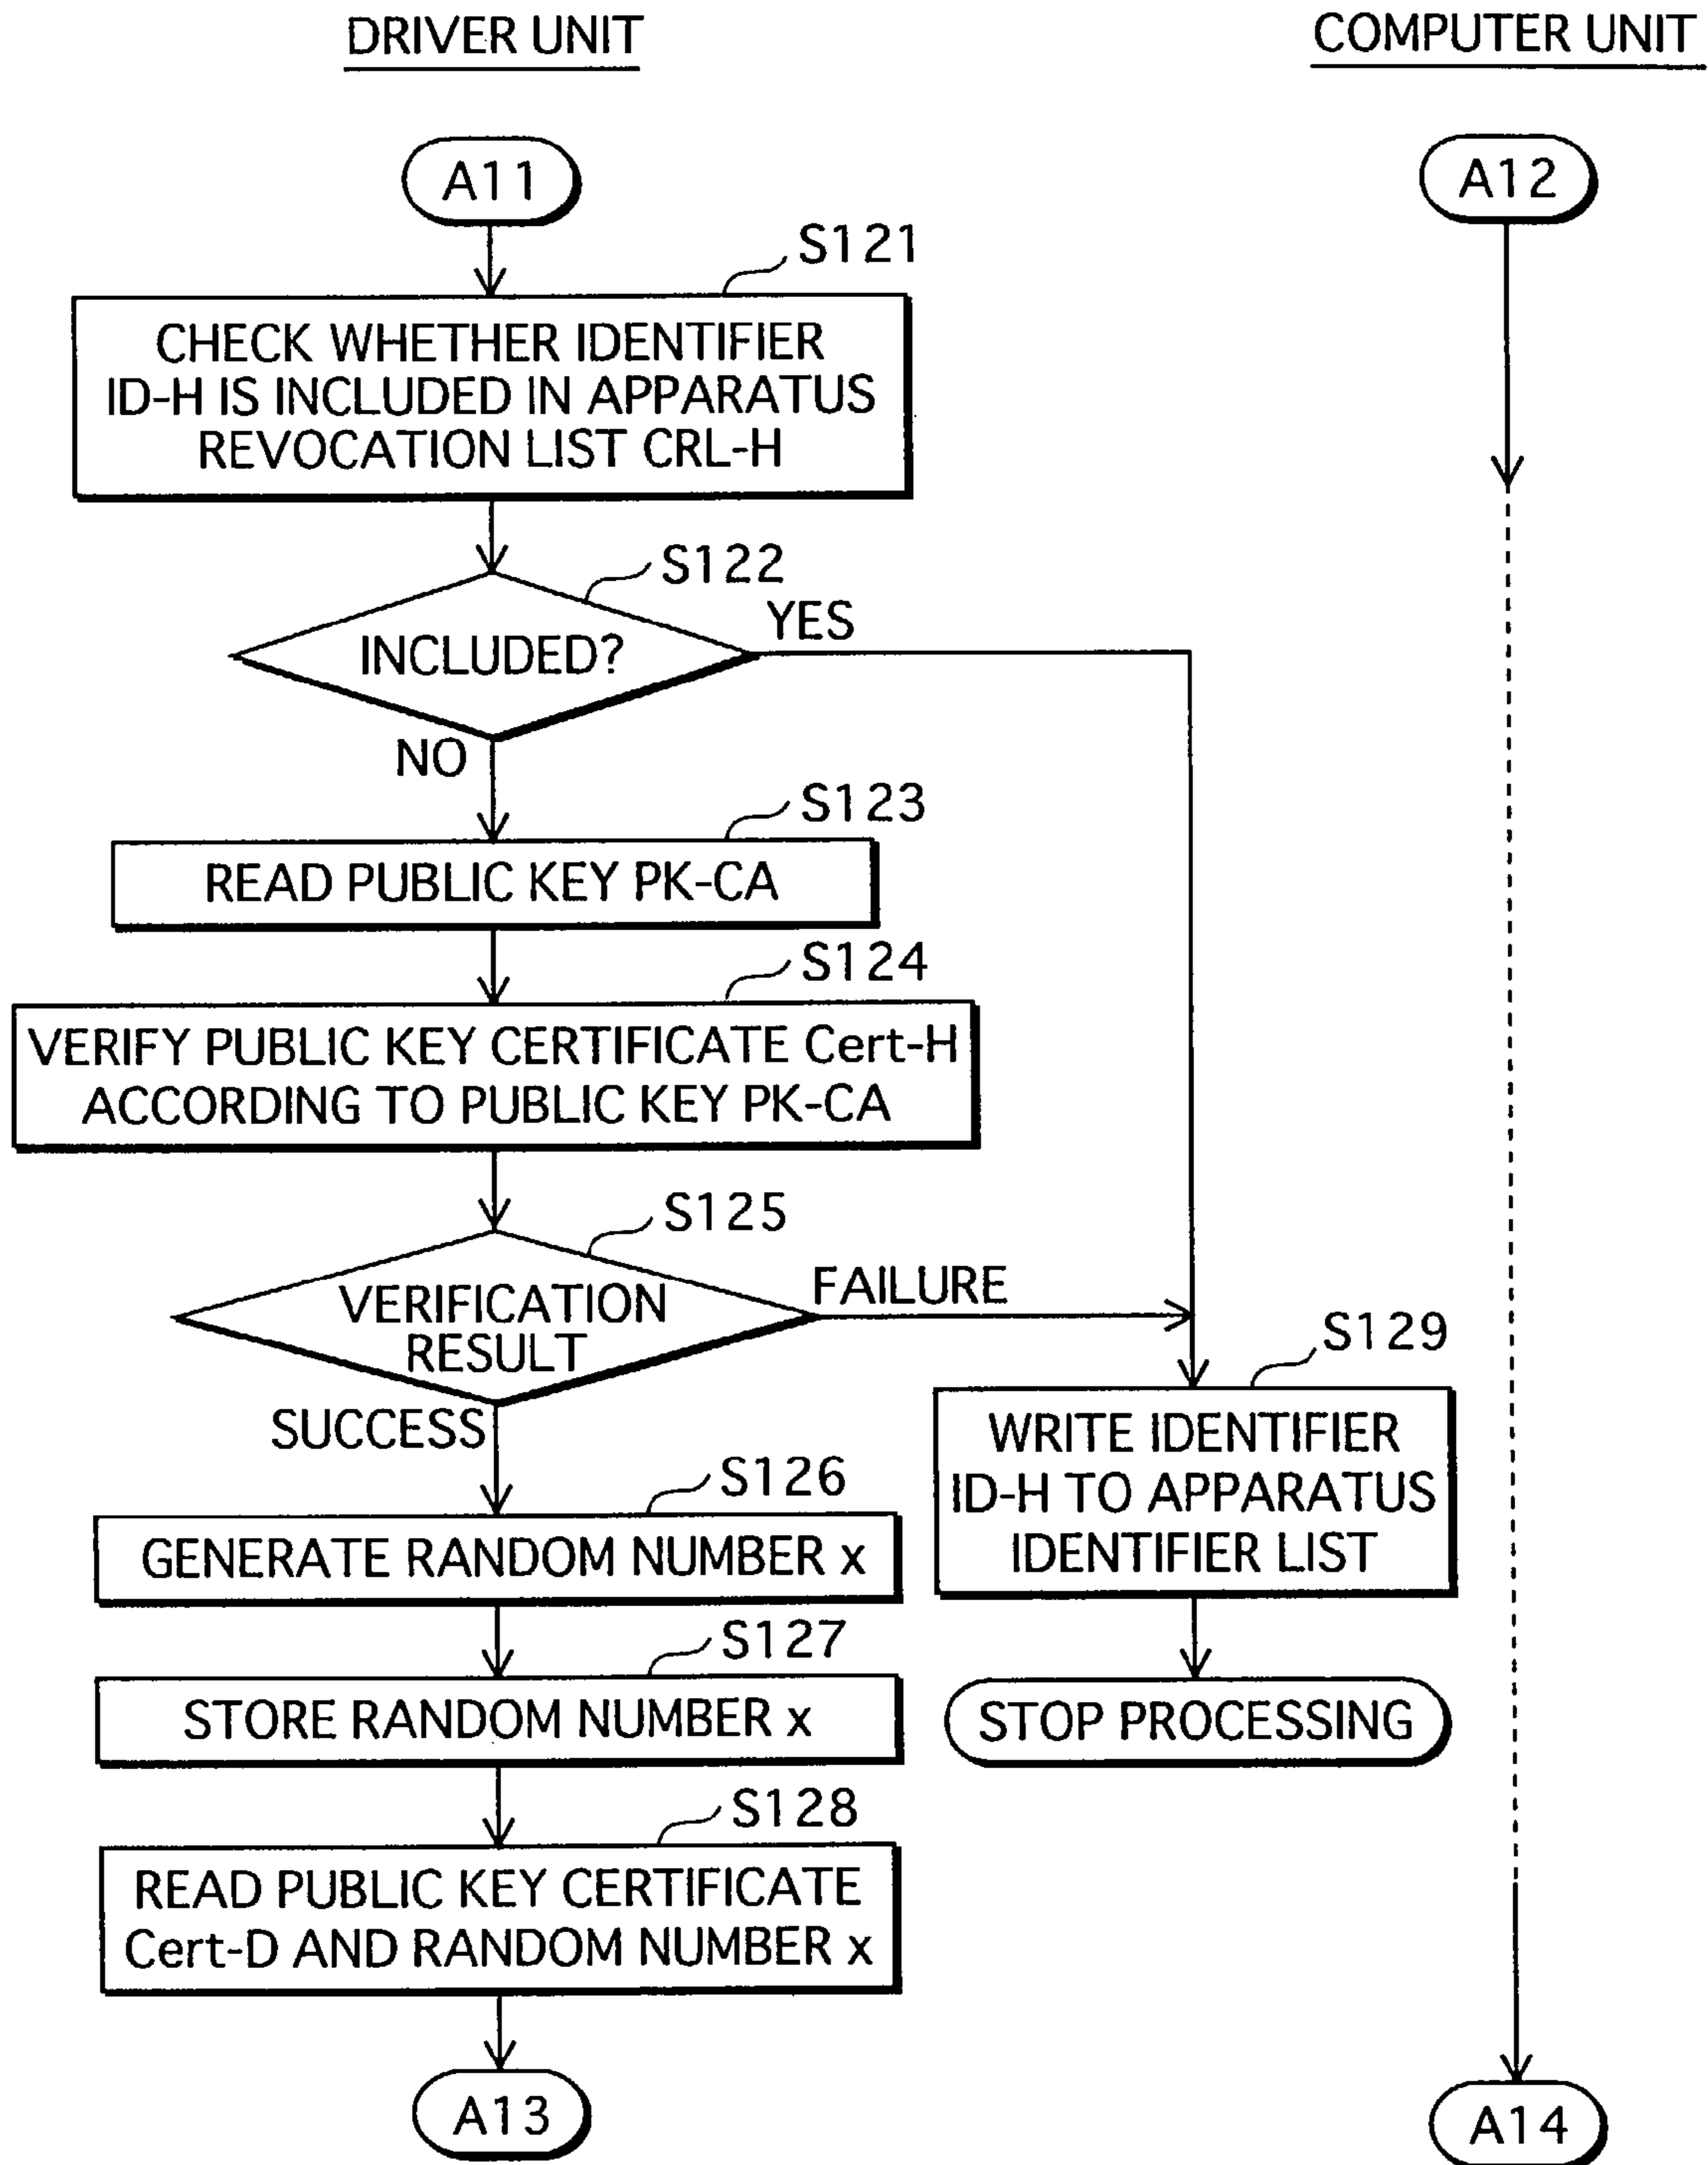 DRIVER UNIT
COMPUTER UNIT
A11
A12
S121
CHECK WHETHER IDENTIFIER
ID-H IS INCLUDED IN APPARATUS
REVOCATION LIST CRL-H
S122
INCLUDED?
YES
NO
S123
READ PUBLIC KEY PK-CA
S124
VERIFY PUBLIC KEY CERTIFICATE Cert-H
ACCORDING TO PUBLIC KEY PK-CA
S125
VERIFICATION
RESULT
FAILURE
SUCCESS
S129
WRITE IDENTIFIER
ID-H TO APPARATUS
IDENTIFIER LIST
S126
GENERATE RANDOM NUMBER x
S127
STORE RANDOM NUMBER x
STOP PROCESSING
S128
READ PUBLIC KEY CERTIFICATE
Cert-D AND RANDOM NUMBER x
A13
A14